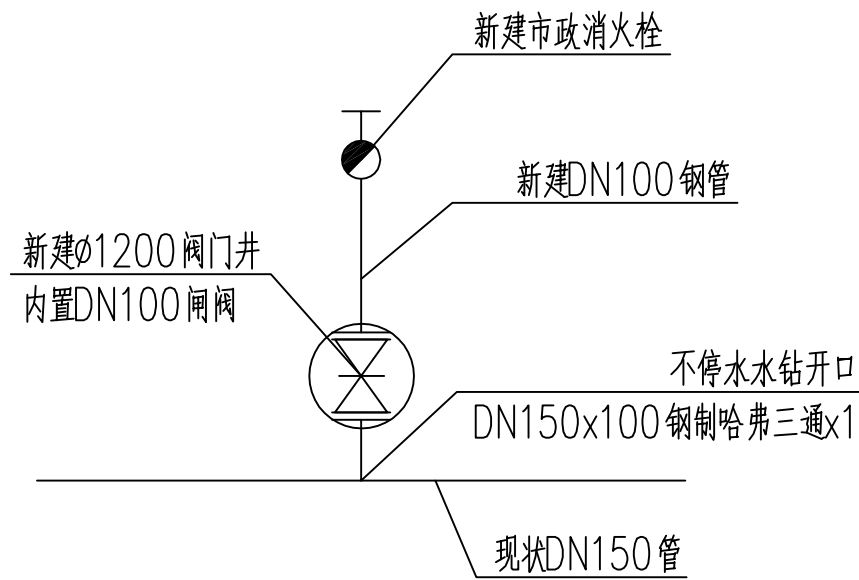 新建市政消火栓
新建DN100钢管
新建φ1200阀门井
内置DN100闸阀
不停水水钻开口
DN150x100钢制哈弗三通x1
现状DN150管